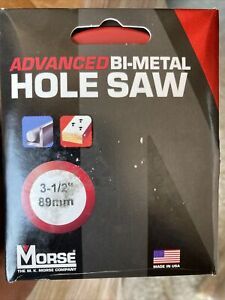 ADVANCED BI-METAL
HOLE SAW
3-1/2"
89mm
MORSE
THE M. K. MORSE COMPANY
MADE IN USA